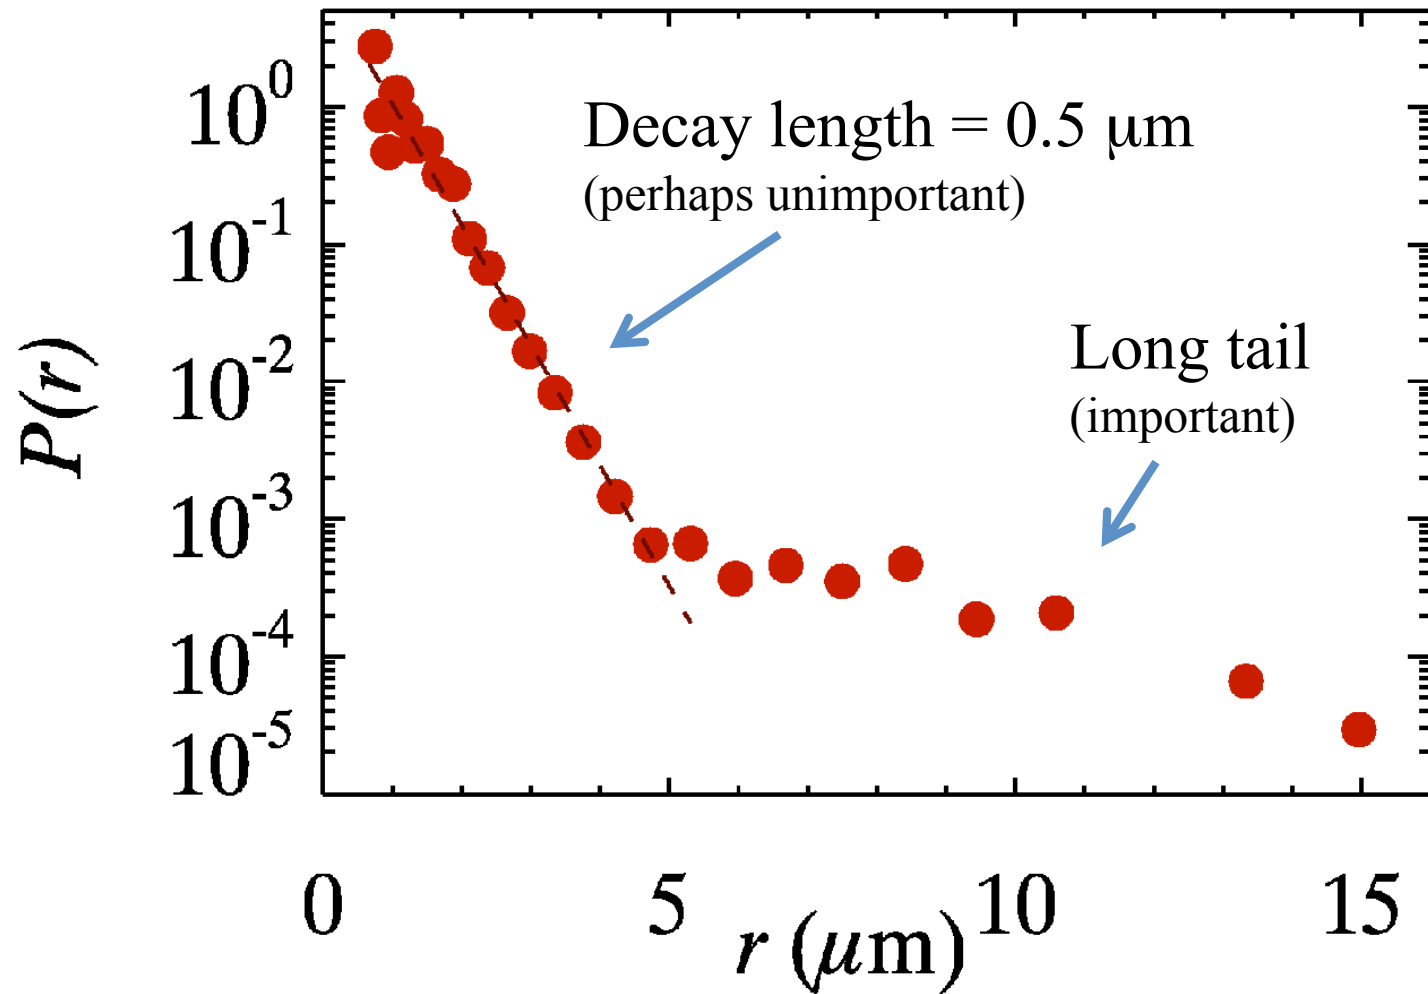 10^0
10^-1
10^-2
10^-3
10^-4
10^-5
P(r)
Decay length = 0.5 μm
(perhaps unimportant)
Long tail
(important)
0 5 10 15
r (μm)